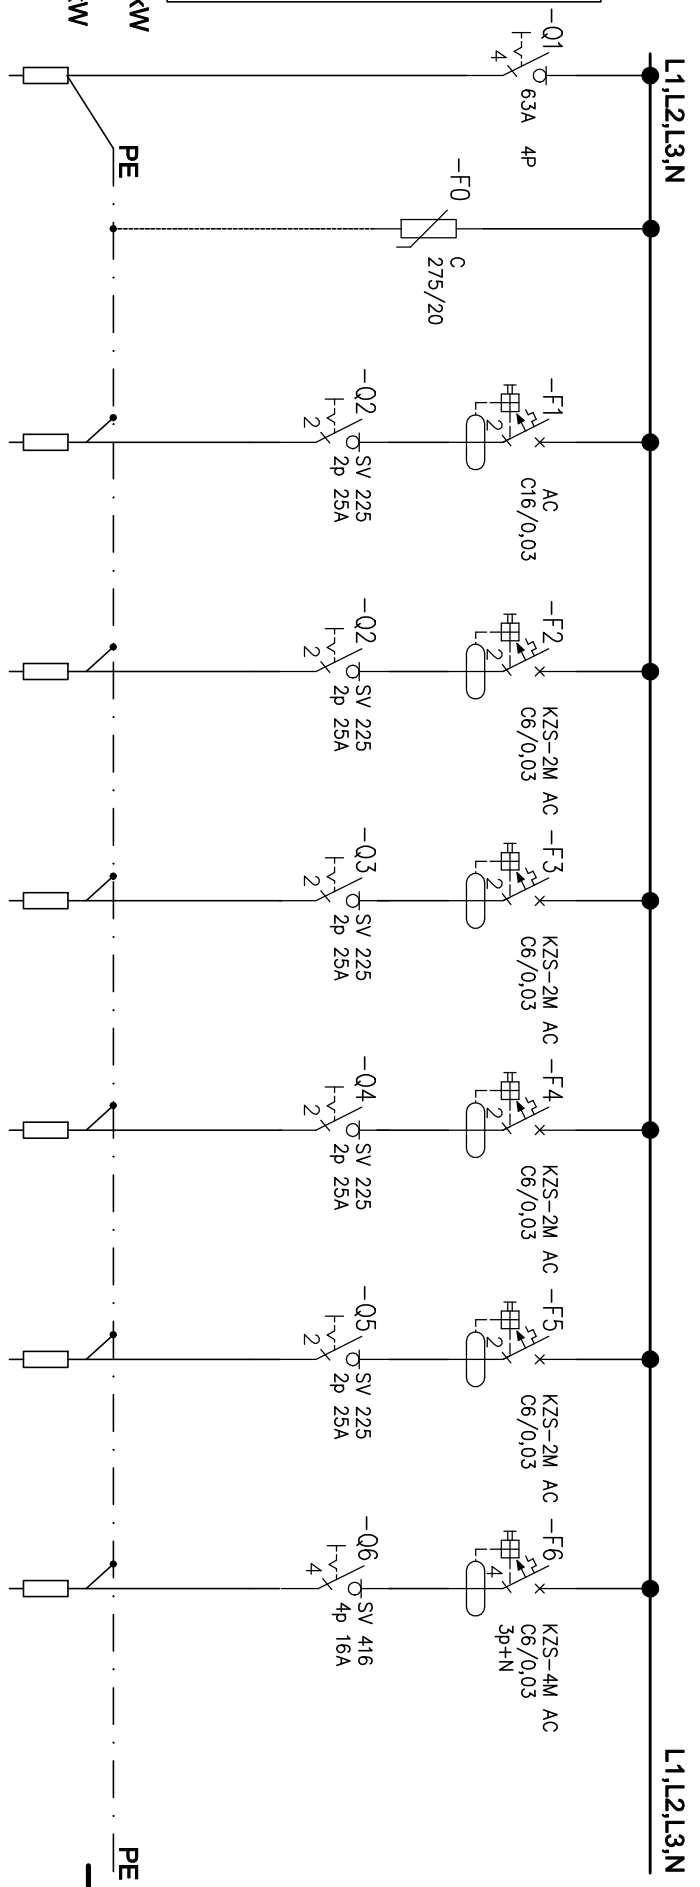 L1,L2,L3,N
L1,L2,L3,N
-Q1
4
63A 4P
-F0
C
275/20
-F1
2
AC
C16/0,03
-Q2
2
SV 225
2p 25A
-F2
2
KZS-2M AC
C6/0,03
-Q2
2
SV 225
2p 25A
-F3
2
KZS-2M AC
C6/0,03
-Q3
2
SV 225
2p 25A
-F4
2
KZS-2M AC
C6/0,03
-Q4
2
SV 225
2p 25A
-F5
2
KZS-2M AC
C6/0,03
-Q5
2
SV 225
2p 25A
-F6
4
KZS-4M AC
C6/0,03
3p+N
-Q6
4
SV 416
4p 16A
kW
PE
PE